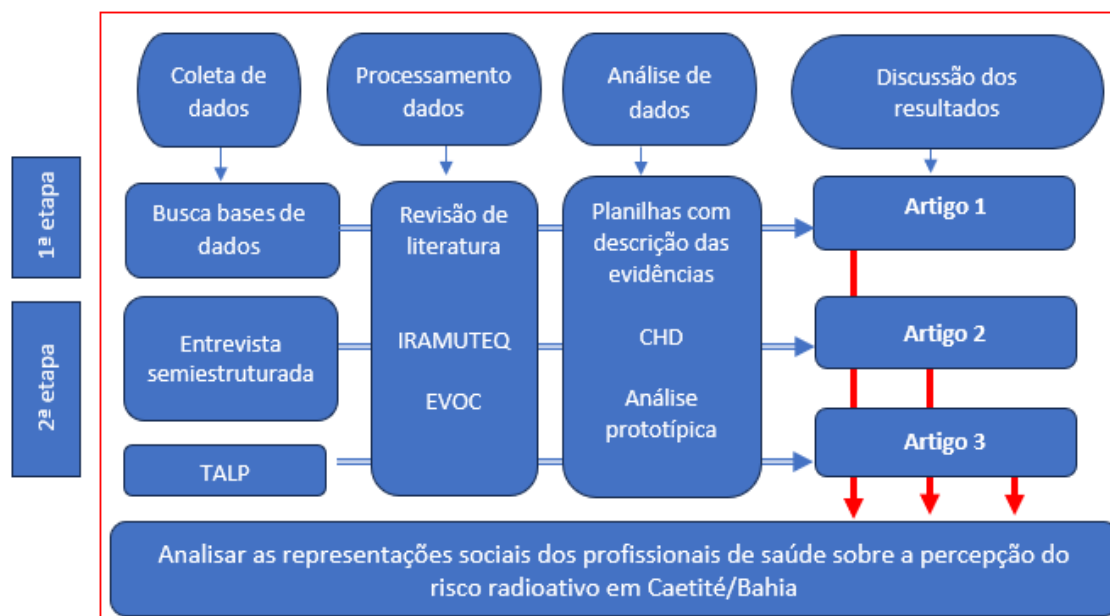 Coleta de
dados
Processamento
dados
Análise de
dados
Discussão dos
resultados
1ª etapa
Busca bases de
dados
Revisão de
literatura
Planilhas com
descrição das
evidências
Artigo 1
2ª etapa
Entrevista
semiestruturada
IRAMUTEQ
CHD
Artigo 2
EVOC
Análise
prototípica
TALP
Artigo 3
Analisar as representações sociais dos profissionais de saúde sobre a percepção do
risco radioativo em Caetité/Bahia